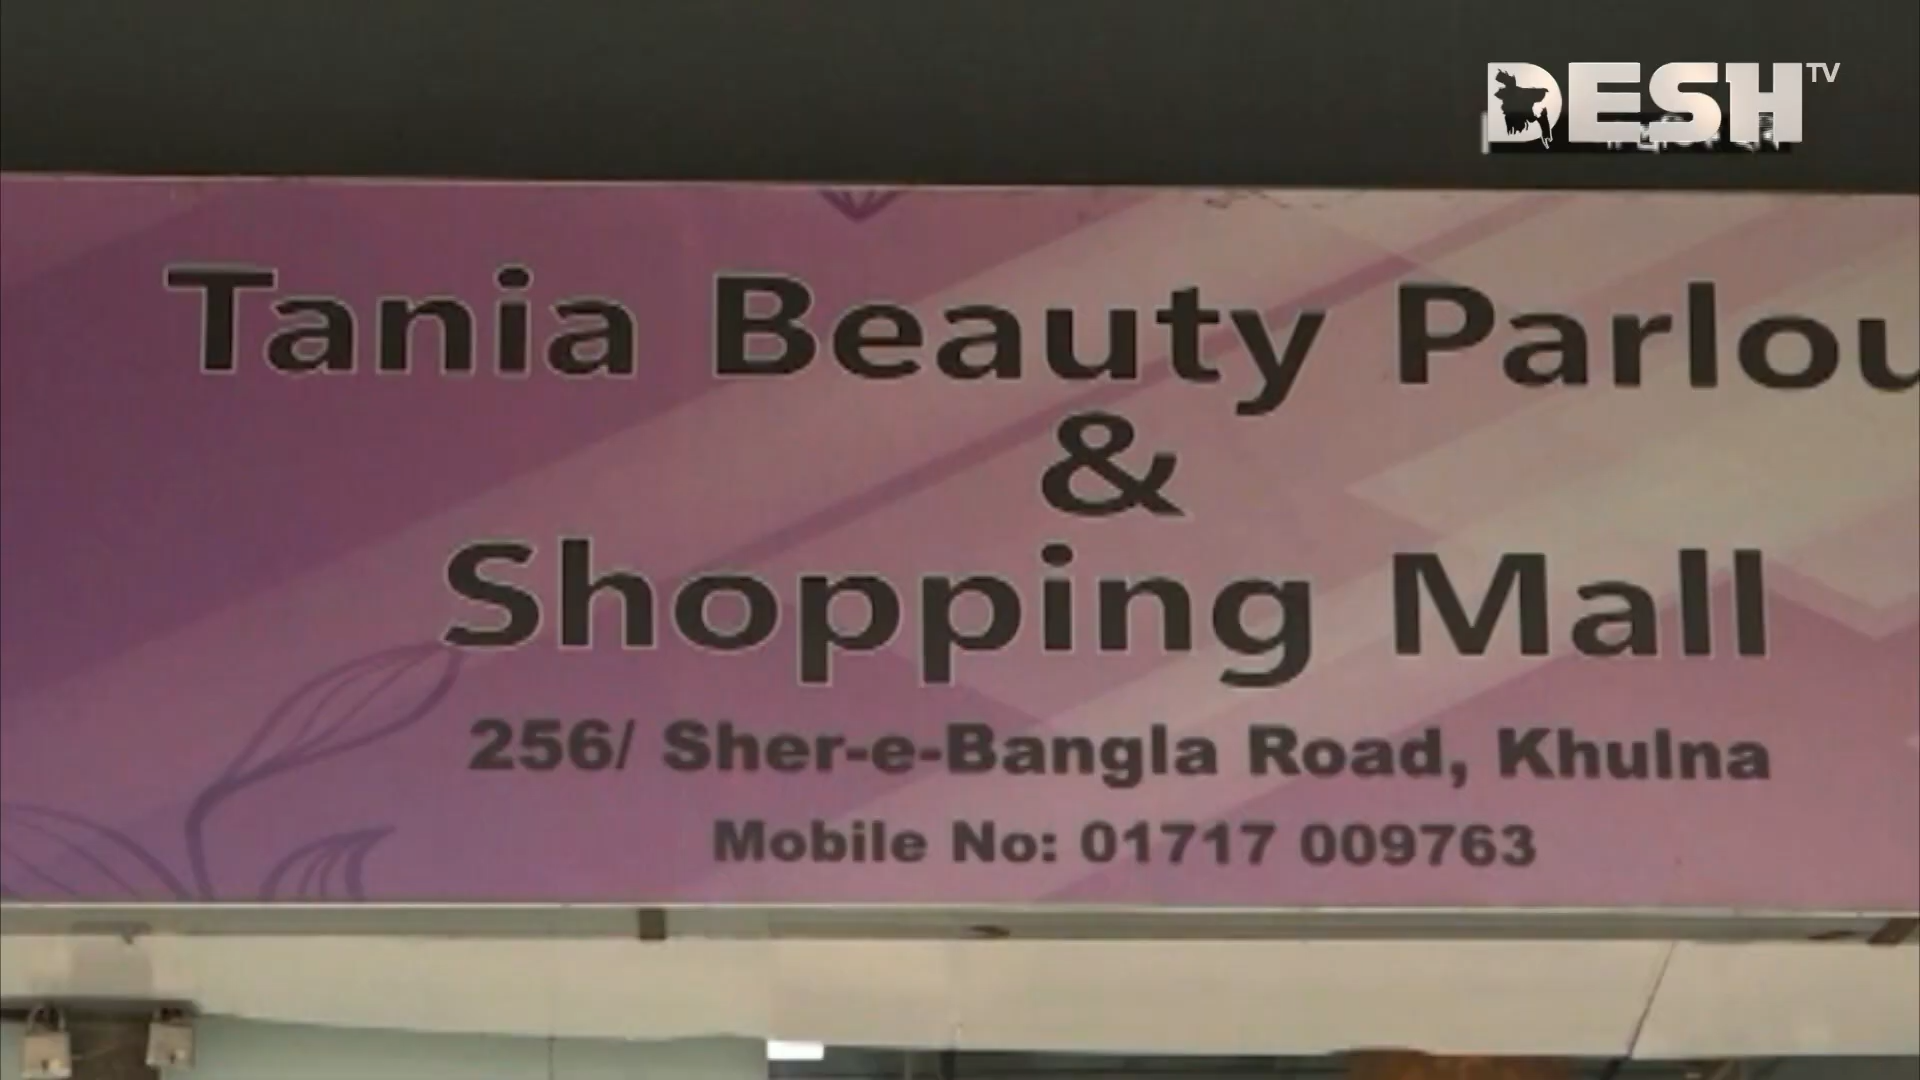 DESH TV
Tania Beauty Parlou
&
Shopping Mall
256/ Sher-e-Bangla Road, Khulna
Mobile No: 01717 009763